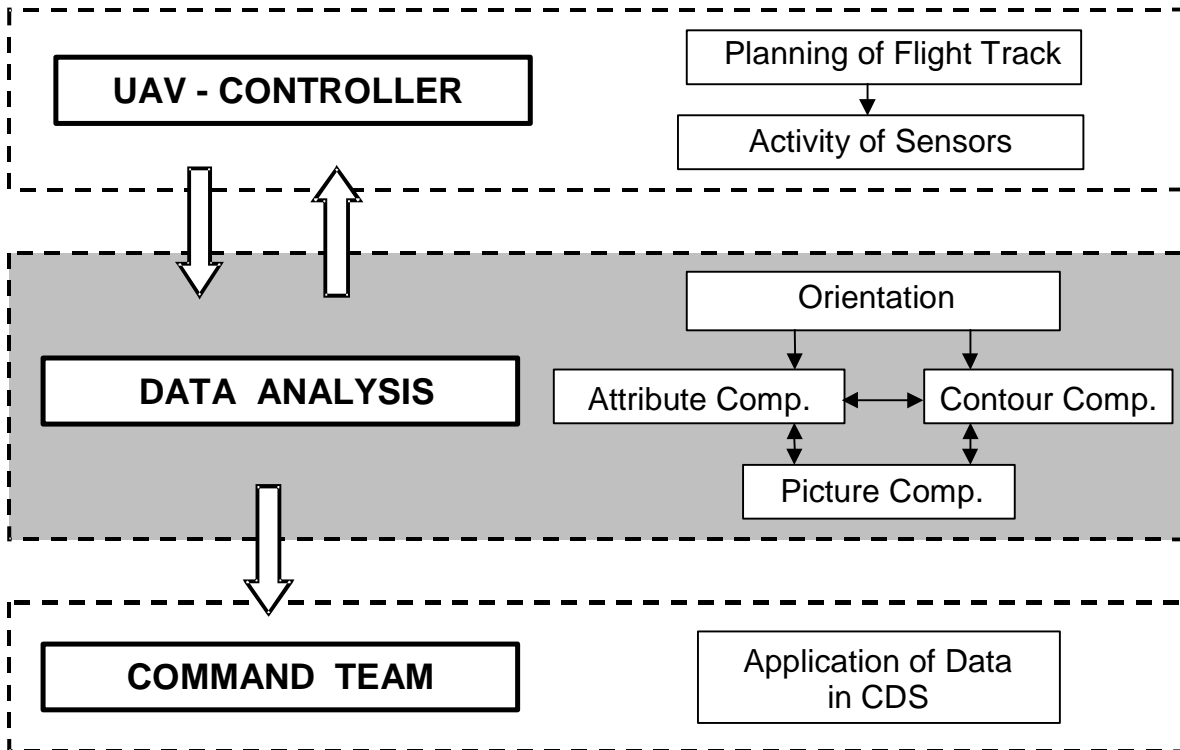 UAV - CONTROLLER
Planning of Flight Track
Activity of Sensors
DATA ANALYSIS
Orientation
Attribute Comp.
Contour Comp.
Picture Comp.
COMMAND TEAM
Application of Data
in CDS